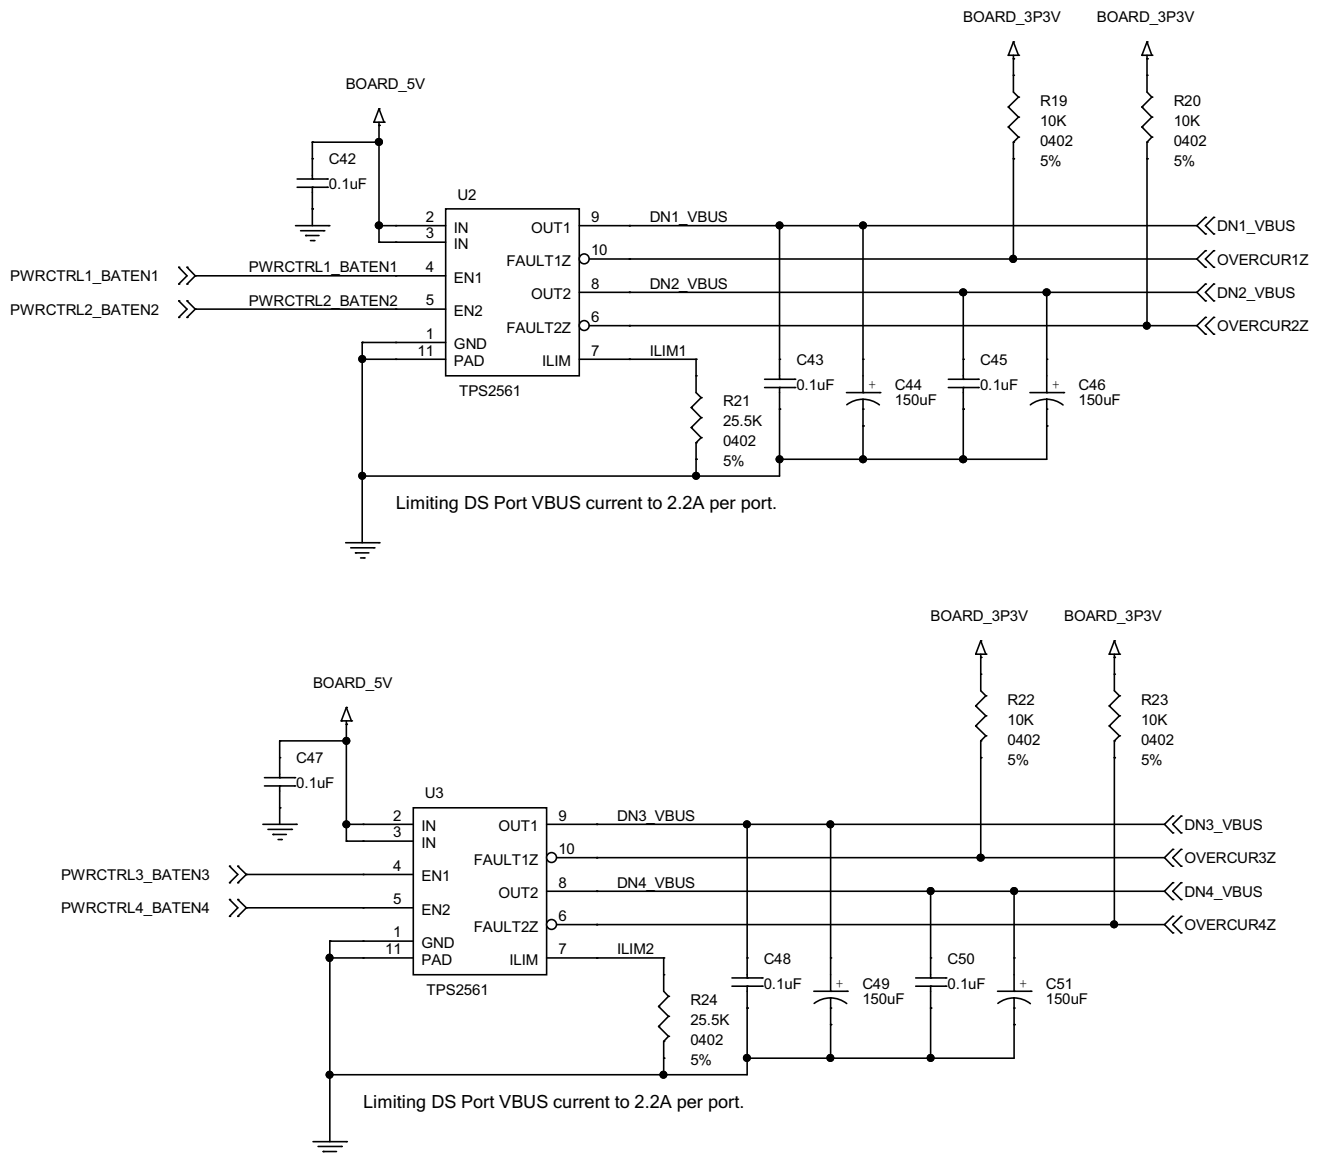 BOARD_3P3V BOARD_3P3V
BOARD_5V
R19
10K
0402
5%
R20
10K
0402
5%
C42
0.1uF
U2
2 IN
3 IN
4 EN1
5 EN2
1 GND
11 PAD
OUT1 9
FAULT1Z 10
OUT2 8
FAULT2Z 6
ILIM 7
TPS2561
PWRCTRL1_BATEN1 PWRCTRL1_BATEN1
PWRCTRL2_BATEN2 PWRCTRL2_BATEN2
DN1_VBUS DN1_VBUS
OVERCUR1Z
DN2_VBUS DN2_VBUS
OVERCUR2Z
ILIM1
R21
25.5K
0402
5%
C43
0.1uF
+
C44
150uF
C45
0.1uF
+
C46
150uF
Limiting DS Port VBUS current to 2.2A per port.
BOARD_3P3V BOARD_3P3V
BOARD_5V
R22
10K
0402
5%
R23
10K
0402
5%
C47
0.1uF
U3
2 IN
3 IN
4 EN1
5 EN2
1 GND
11 PAD
OUT1 9
FAULT1Z 10
OUT2 8
FAULT2Z 6
ILIM 7
TPS2561
PWRCTRL3_BATEN3
PWRCTRL4_BATEN4
DN3_VBUS DN3_VBUS
OVERCUR3Z
DN4_VBUS DN4_VBUS
OVERCUR4Z
ILIM2
R24
25.5K
0402
5%
C48
0.1uF
+
C49
150uF
C50
0.1uF
+
C51
150uF
Limiting DS Port VBUS current to 2.2A per port.